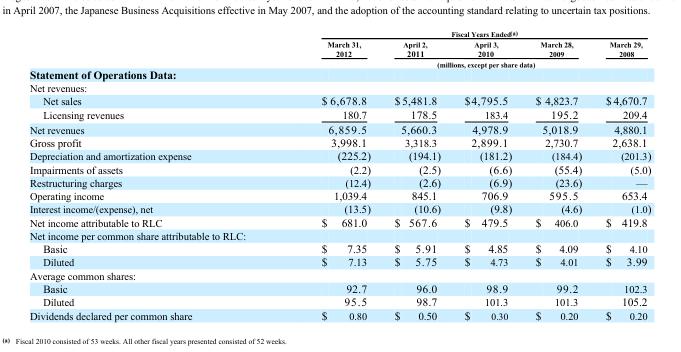 in April 2007, the Japanese Business Acquisitions effective in May 2007, and the adoption of the accounting standard relating to uncertain tax positions.
Fiscal Years Ended(a)
March 31, 2012 April 2, 2011 April 3, 2010 March 28, 2009 March 29, 2008
(millions, except per share data)
Statement of Operations Data:
Net revenues:
Net sales $ 6,678.8 $ 5,481.8 $4,795.5 $ 4,823.7 $ 4,670.7
Licensing revenues 180.7 178.5 183.4 195.2 209.4
Net revenues 6,859.5 5,660.3 4,978.9 5,018.9 4,880.1
Gross profit 3,998.1 3,318.3 2,899.1 2,730.7 2,638.1
Depreciation and amortization expense (225.2) (194.1) (181.2) (184.4) (201.3)
Impairments of assets (2.2) (2.5) (6.6) (55.4) (5.0)
Restructuring charges (12.4) (2.6) (6.9) (23.6) —
Operating income 1,039.4 845.1 706.9 595.5 653.4
Interest income/(expense), net (13.5) (10.6) (9.8) (4.6) (1.0)
Net income attributable to RLC $ 681.0 $ 567.6 $ 479.5 $ 406.0 $ 419.8
Net income per common share attributable to RLC:
Basic $ 7.35 $ 5.91 $ 4.85 $ 4.09 $ 4.10
Diluted $ 7.13 $ 5.75 $ 4.73 $ 4.01 $ 3.99
Average common shares:
Basic 92.7 96.0 98.9 99.2 102.3
Diluted 95.5 98.7 101.3 101.3 105.2
Dividends declared per common share $ 0.80 $ 0.50 $ 0.30 $ 0.20 $ 0.20
(a) Fiscal 2010 consisted of 53 weeks. All other fiscal years presented consisted of 52 weeks.